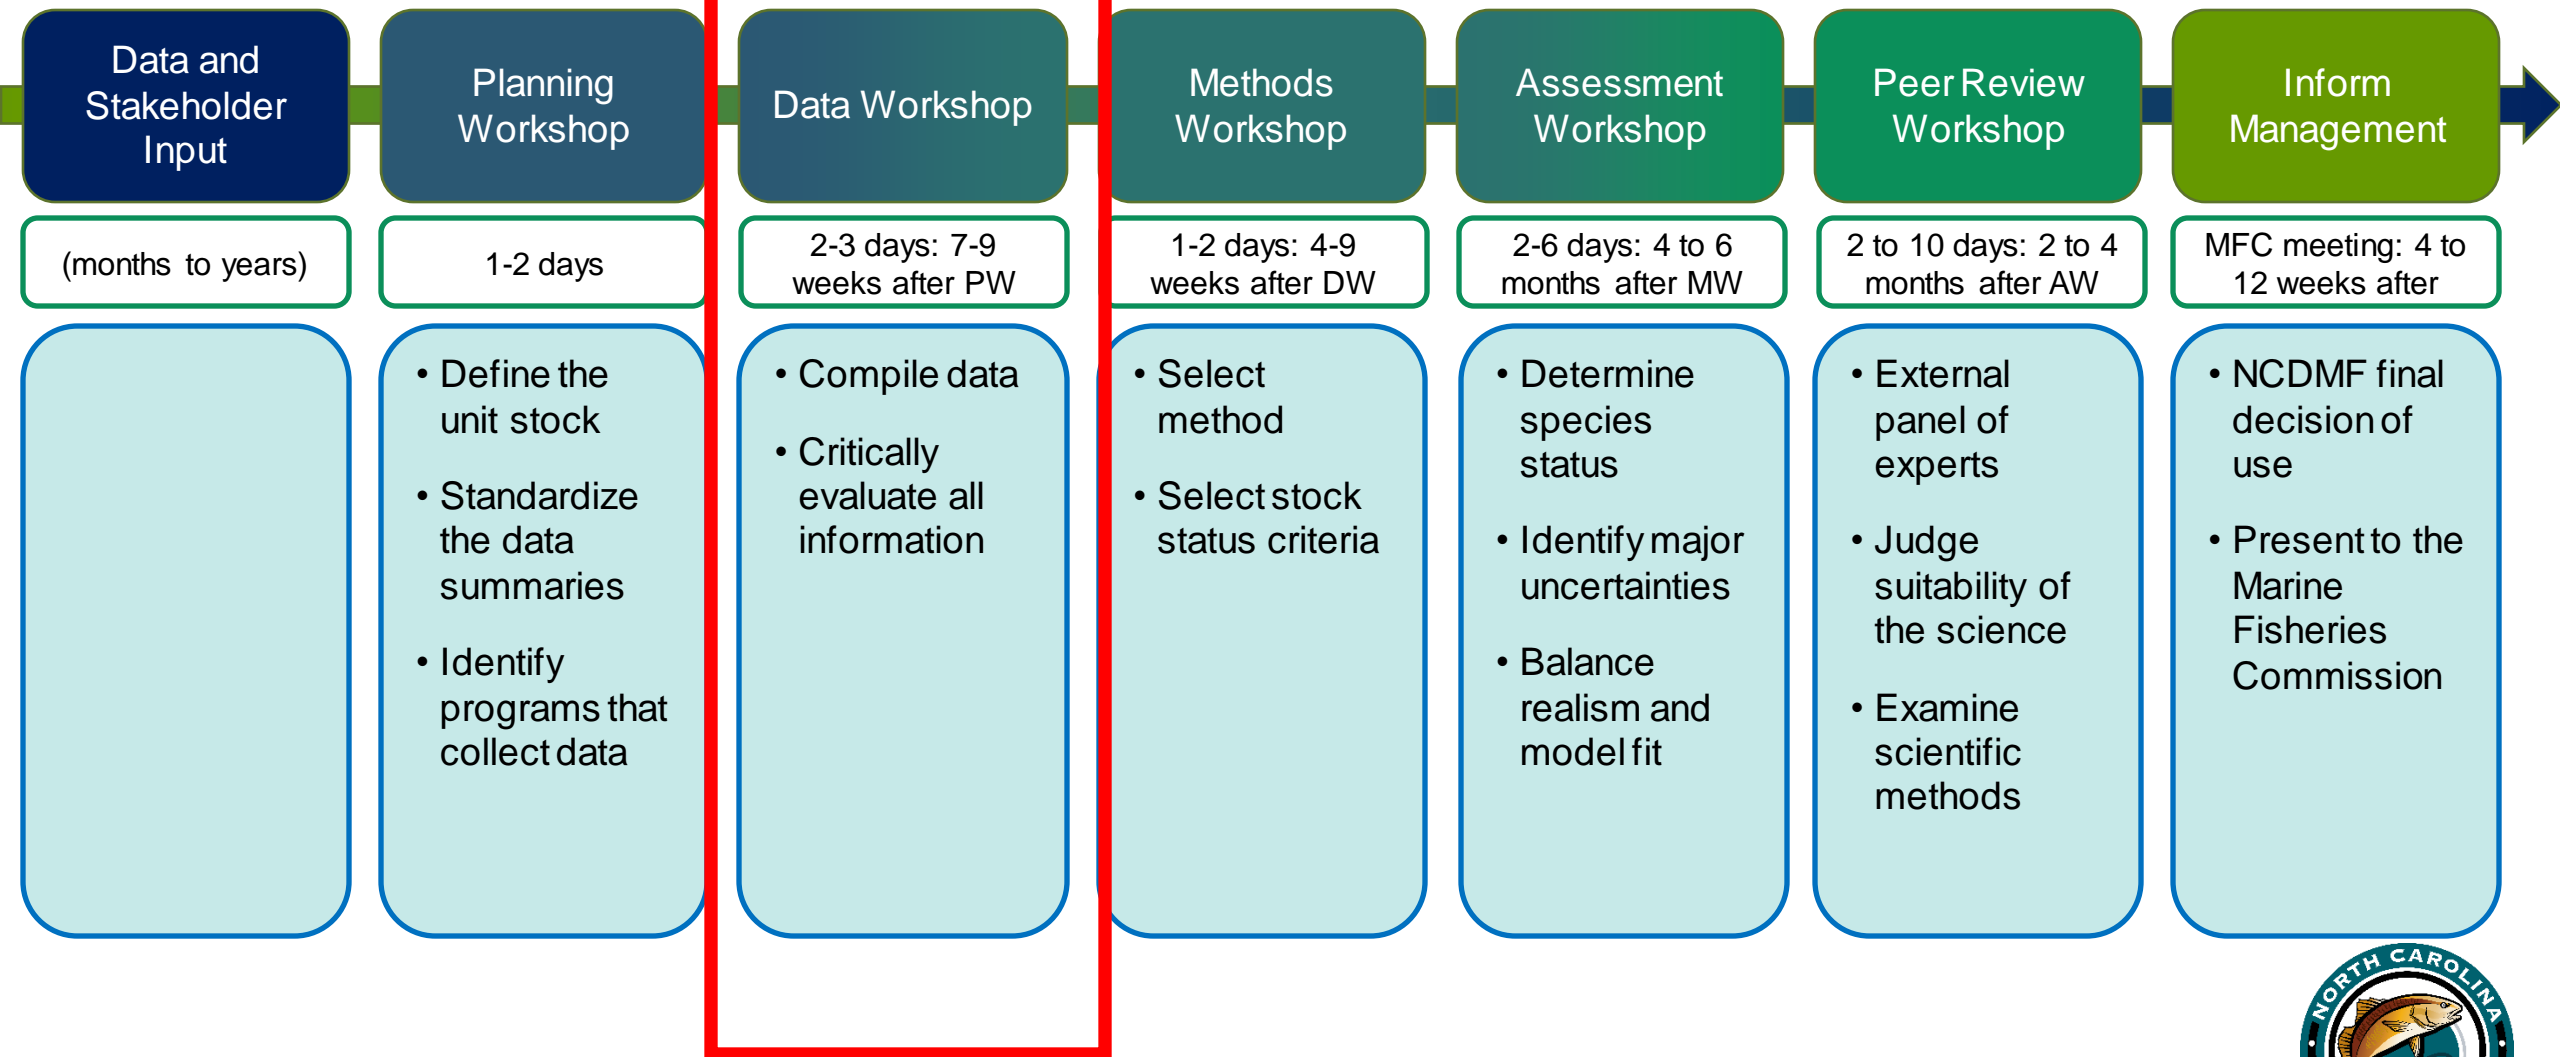 Data and
Stakeholder
Input
Planning
Workshop
Data Workshop
Methods
Workshop
Assessment
Workshop
Peer Review
Workshop
Inform
Management
(months to years)
1-2 days
2-3 days: 7-9
weeks after PW
1-2 days: 4-9
weeks after DW
2-6 days: 4 to 6
months after MW
2 to 10 days: 2 to 4
months after AW
MFC meeting: 4 to
12 weeks after
• Define the
unit stock
• Standardize
the data
summaries
• Identify
programs that
collect data
• Compile data
• Critically
evaluate all
information
• Select
method
• Select stock
status criteria
• Determine
species
status
• Identify major
uncertainties
• Balance
realism and
model fit
• External
panel of
experts
• Judge
suitability of
the science
• Examine
scientific
methods
• NCDMF final
decision of
use
• Present to the
Marine
Fisheries
Commission
NORTH CAROLINA